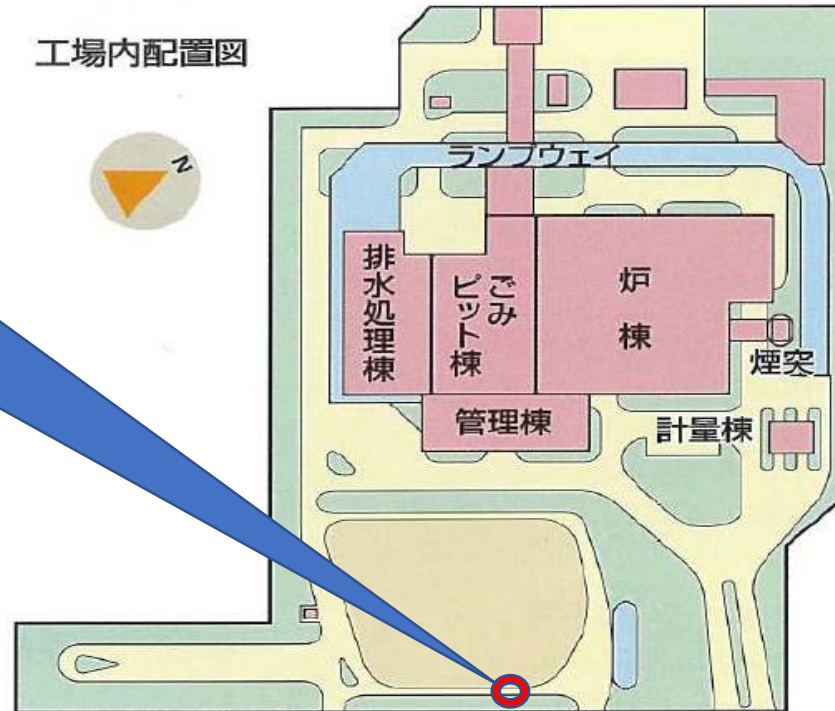 工場内配置図
N
ランプウェイ
排水処理棟
ごみ
ピット棟
炉
棟
煙突
管理棟
計量棟